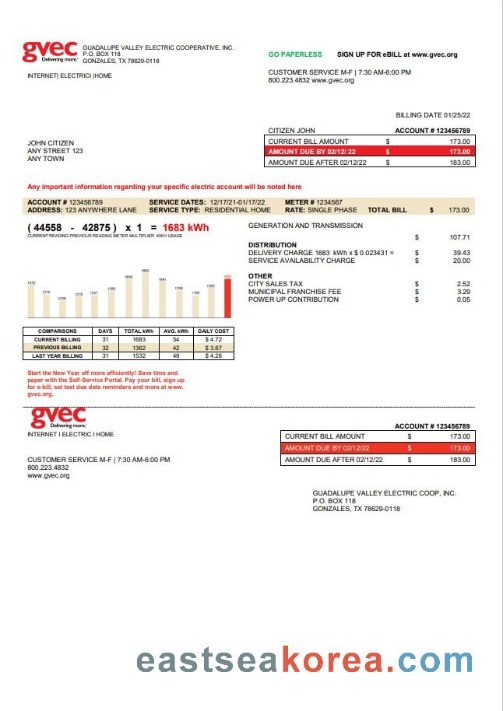 gvec
Delivering more.
GUADALUPE VALLEY ELECTRIC COOPERATIVE, INC.
P.O. BOX 118
GONZALES, TX 78629-0118
GO PAPERLESS SIGN UP FOR eBILL at www.gvec.org
INTERNET| ELECTRICI |HOME
CUSTOMER SERVICE M-F | 7:30 AM-6:00 PM
800.223.4832 www.gvec.org
BILLING DATE 01/25/22
CITIZEN JOHN ACCOUNT # 123456789
CURRENT BILL AMOUNT $ 173.00
AMOUNT DUE BY 02/12/ 22 $ 173.00
AMOUNT DUE AFTER 02/12/22 $ 183.00
JOHN CITIZEN
ANY STREET 123
ANY TOWN
Any important information regarding your specific electric account will be noted here
ACCOUNT # 123456789 SERVICE DATES: 12/17/21-01/17/22 METER # 1234567
ADDRESS: 123 ANYWHERE LANE SERVICE TYPE: RESIDENTIAL HOME RATE: SINGLE PHASE TOTAL BILL $ 173.00
( 44558 - 42875 ) x 1 = 1683 kWh
CURRENT READING PREVIOUS READING METER MULTIPLIER KWH USAGE
GENERATION AND TRANSMISSION
$ 107.71
DISTRIBUTION
DELIVERY CHARGE 1683 kWh x $ 0.023431 = $ 39.43
SERVICE AVAILABILITY CHARGE $ 20.00
OTHER
CITY SALES TAX $ 2.52
MUNICIPAL FRANCHISE FEE $ 3.29
POWER UP CONTRIBUTION $ 0.05
COMPARISONS DAYS TOTAL kWh AVG. kWh DAILY COST
CURRENT BILLING 31 1683 54 $ 4.72
PREVIOUS BILLING 32 1362 42 $ 3.87
LAST YEAR BILLING 31 1532 49 $ 4.28
Start the New Year off more efficiently! Save time and
paper with the Self-Service Portal. Pay your bill, sign up
for e-bill, set text due date reminders and more at www.
gvec.org.
gvec
Delivering more.
INTERNET I ELECTRIC I HOME
ACCOUNT # 123456789
CURRENT BILL AMOUNT $ 173.00
AMOUNT DUE BY 02/12/22 $ 173.00
AMOUNT DUE AFTER 02/12/22 $ 183.00
CUSTOMER SERVICE M-F | 7:30 AM-6:00 PM
800.223.4832
www.gvec.org
GUADALUPE VALLEY ELECTRIC COOP, INC.
P.O. BOX 118
GONZALES, TX 78629-0118
eastseakorea.com